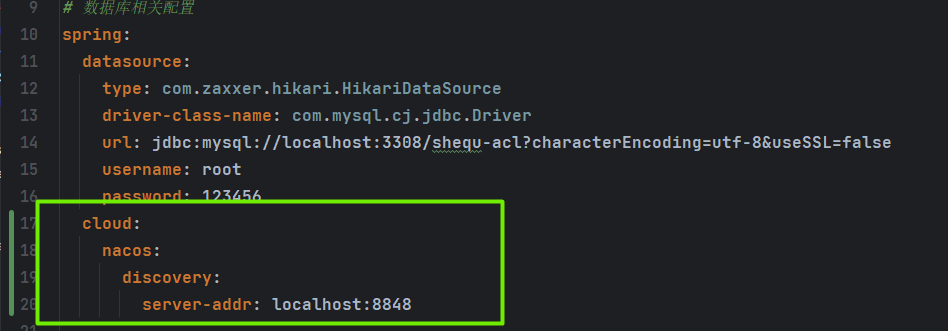 9 # 数据库相关配置
10 spring:
11 datasource:
12 type: com.zaxxer.hikari.HikariDataSource
13 driver-class-name: com.mysql.cj.jdbc.Driver
14 url: jdbc:mysql://localhost:3308/shequ-acl?characterEncoding=utf-8&useSSL=false
15 username: root
16 password: 123456
17 cloud:
18 nacos:
19 discovery:
20 server-addr: localhost:8848